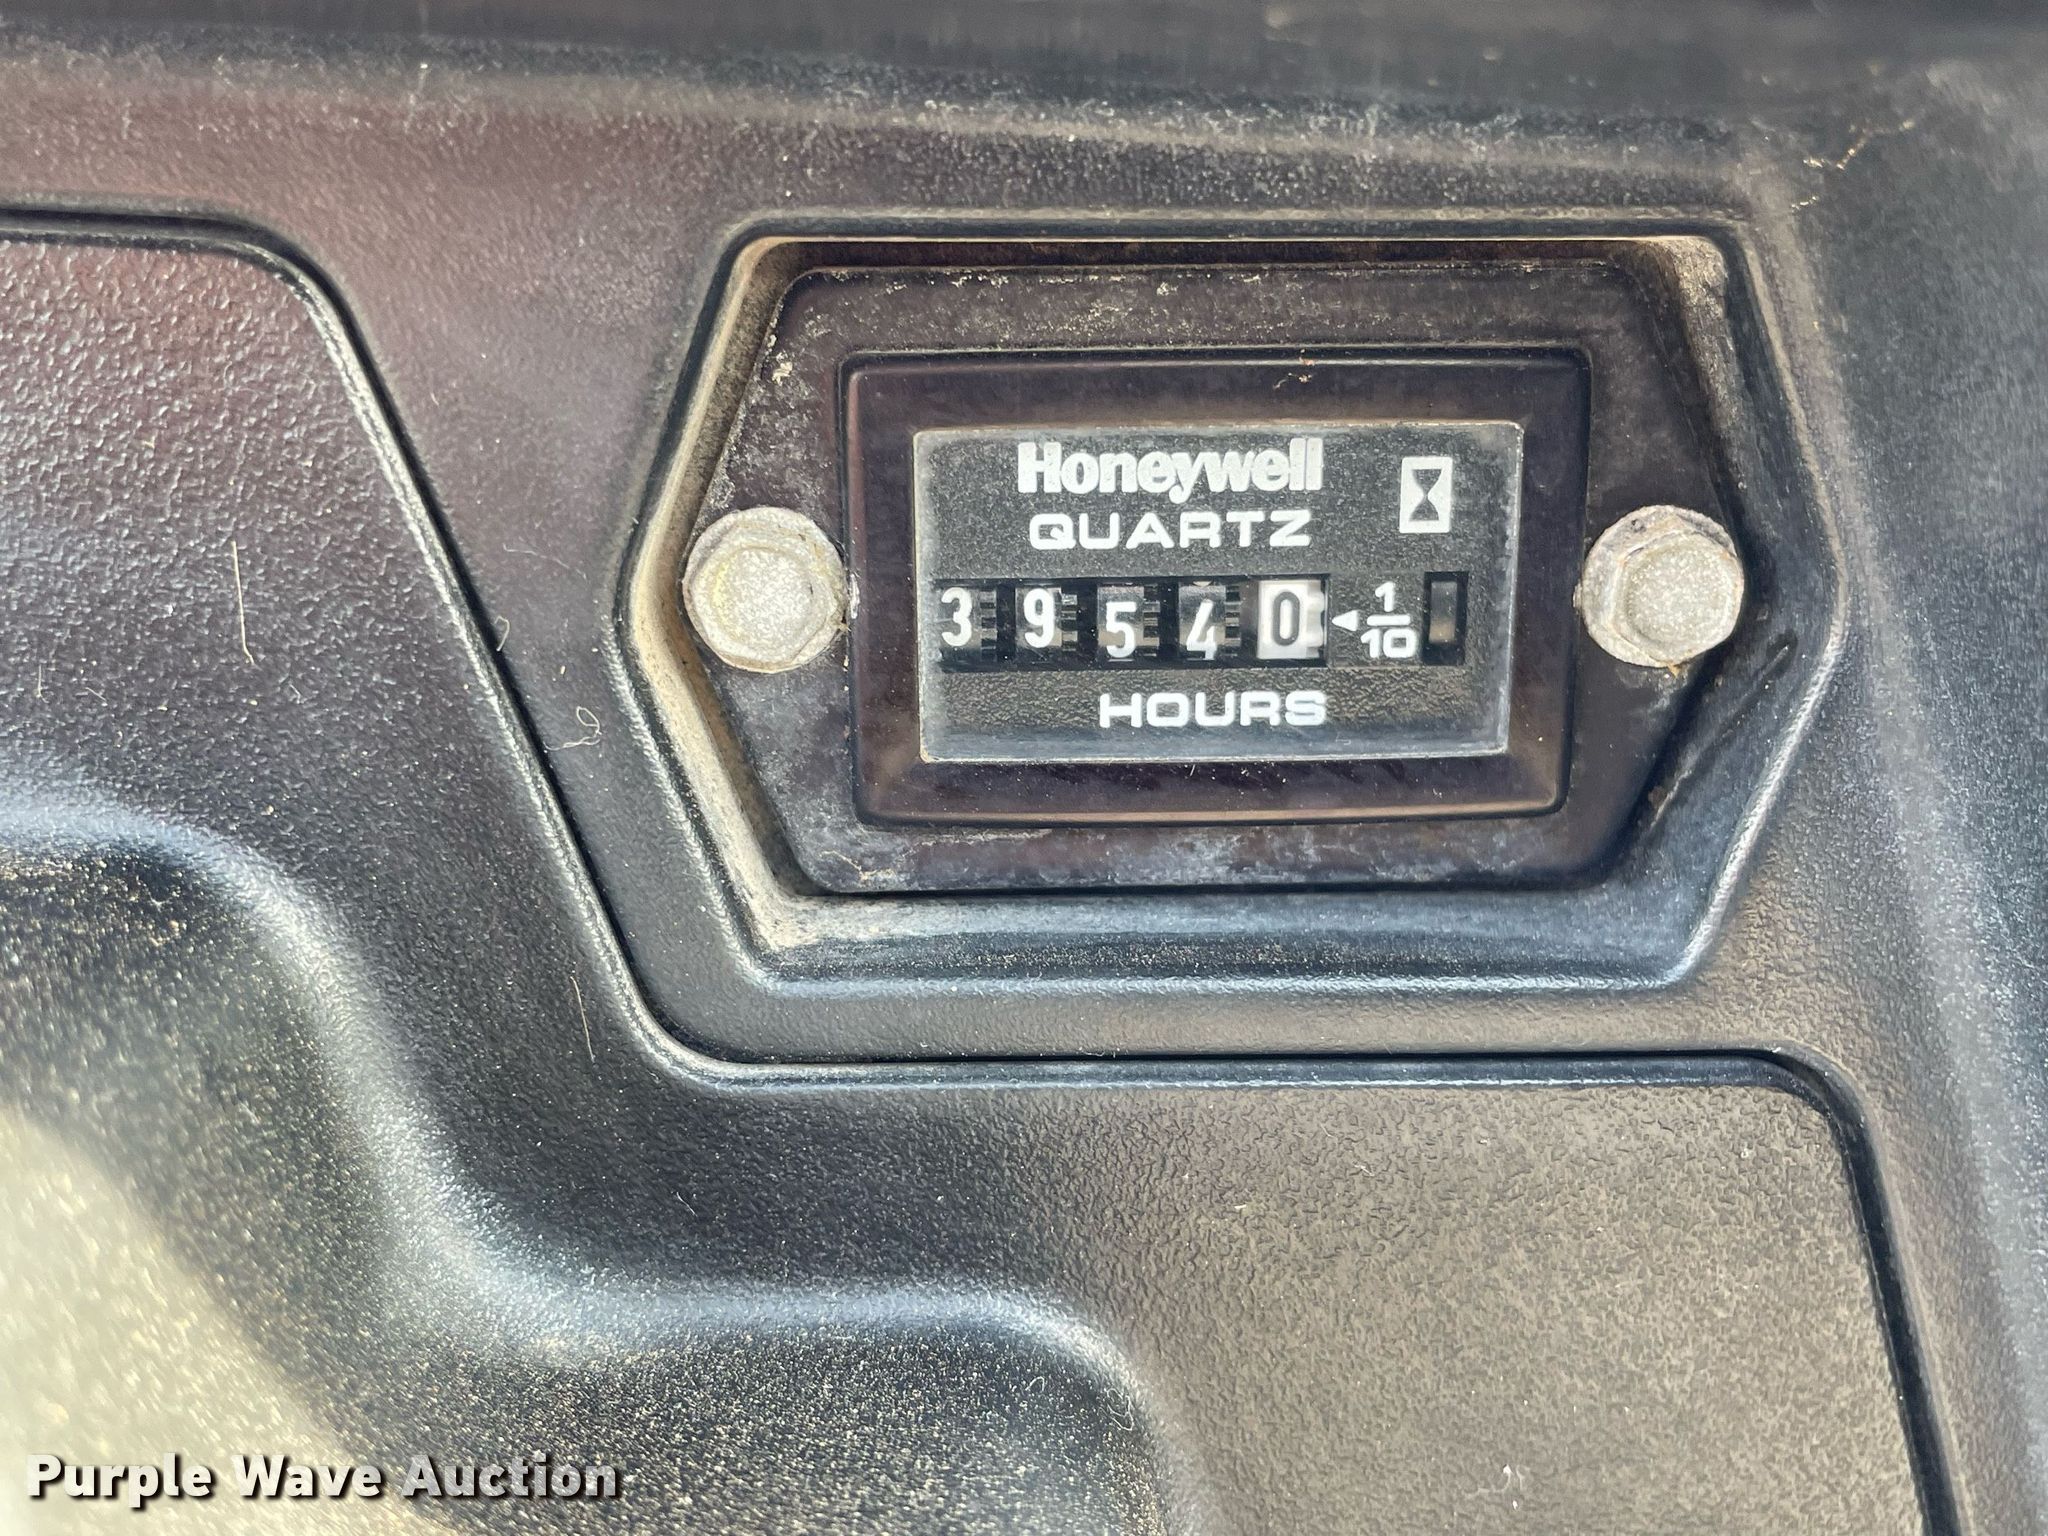 Honeywell
QUARTZ
39540 ◄ 1/10
HOURS
Purple Wave Auction